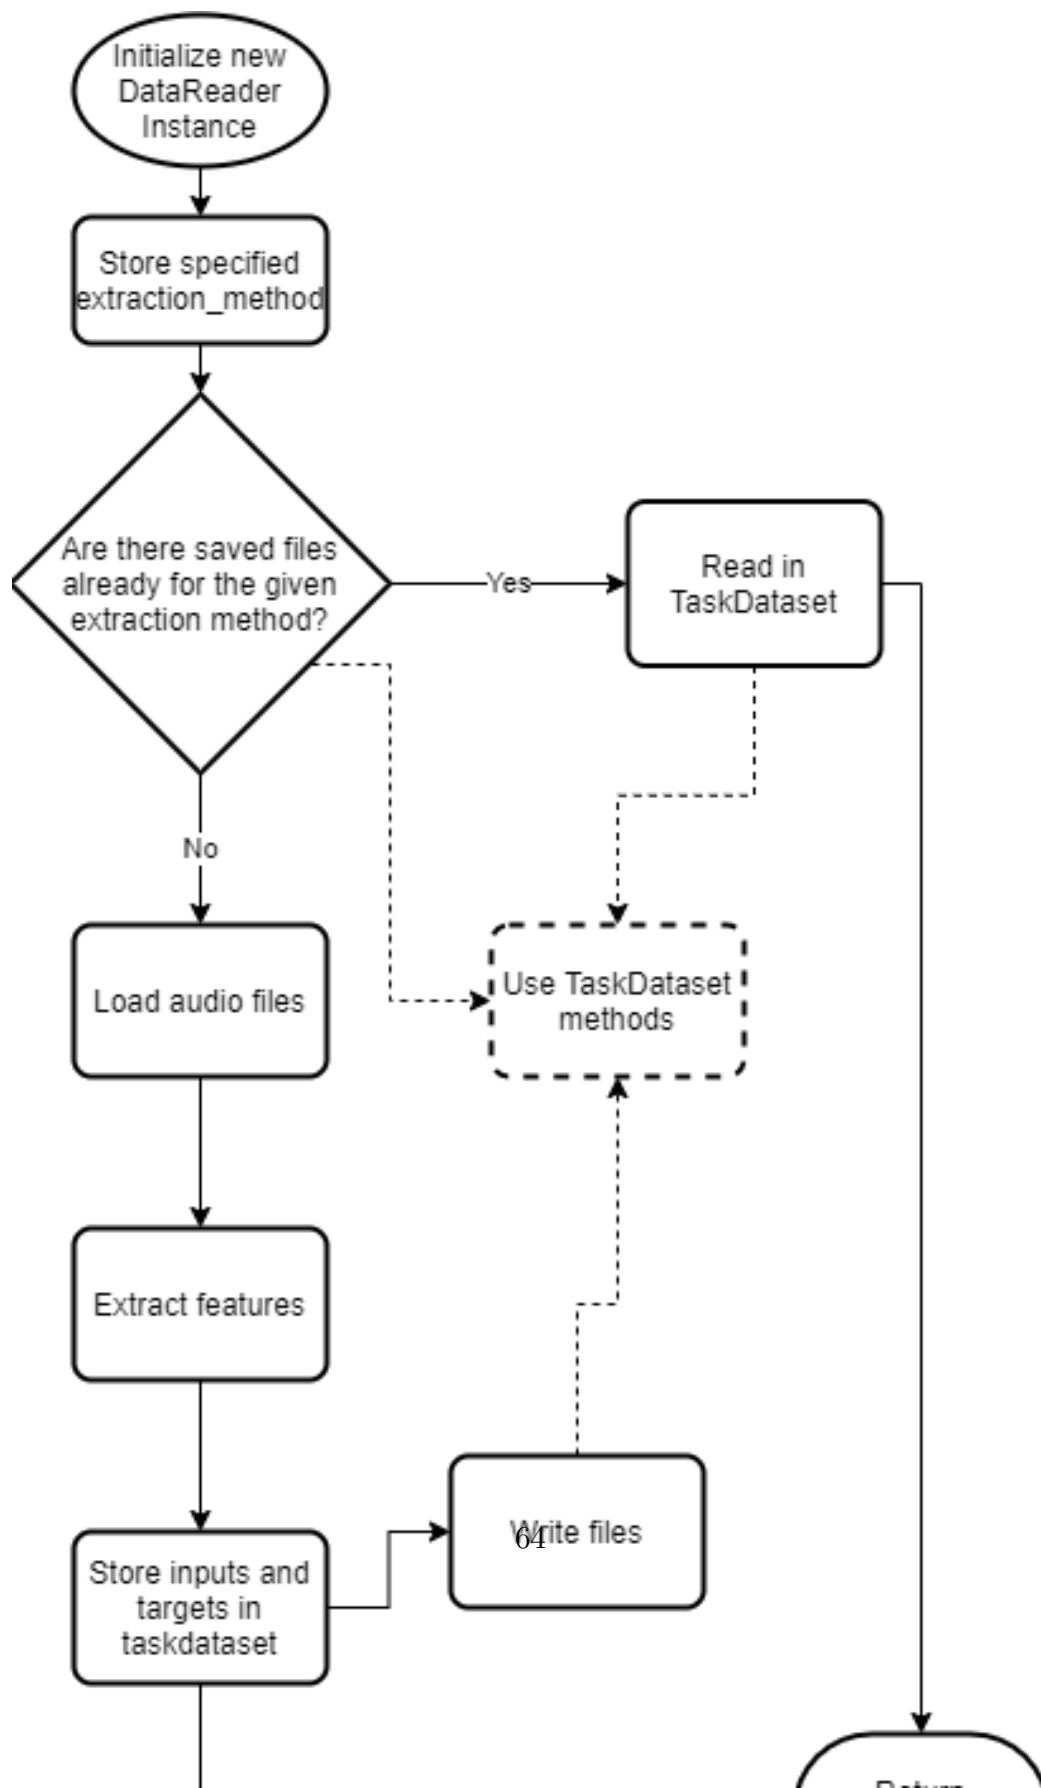 Initialize new
DataReader
Instance
Store specified
extraction_method
Are there saved files
already for the given
extraction method?
Yes
Read in
TaskDataset
No
Load audio files
Use TaskDataset
methods
Extract features
Write files
64
Store inputs and
targets in
taskdataset
Return